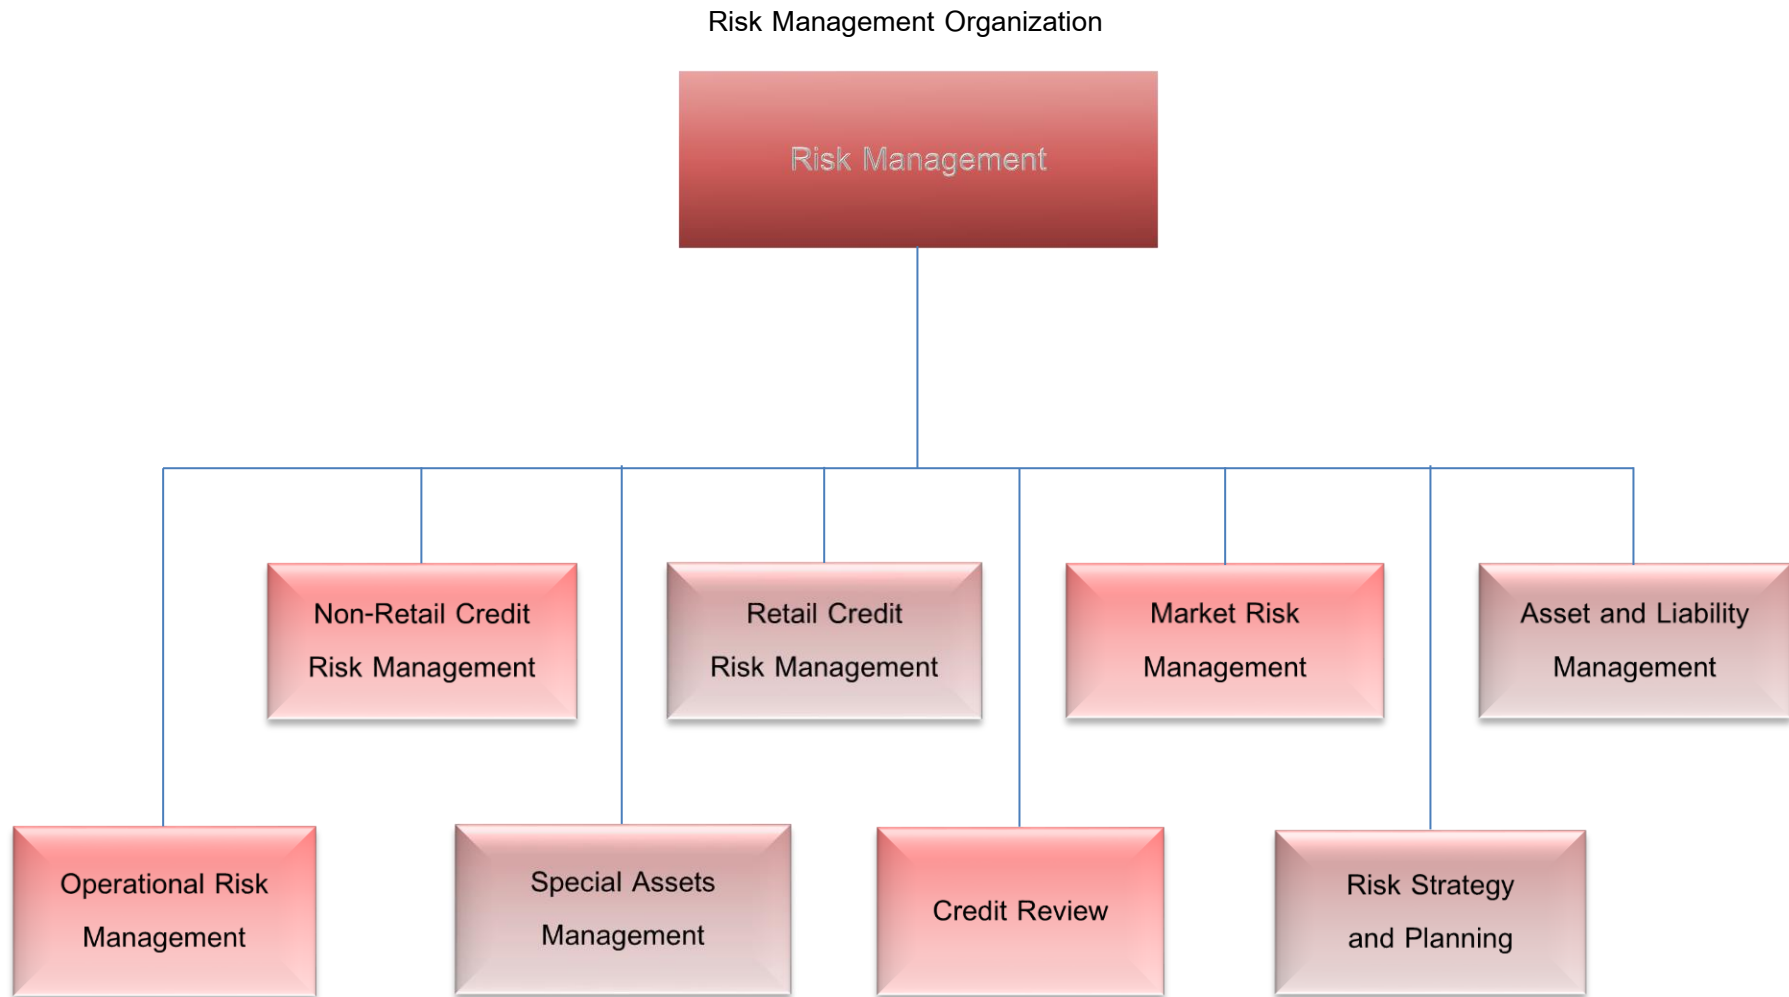 Risk Management Organization
Risk Management
Non-Retail Credit
Risk Management
Retail Credit
Risk Management
Market Risk
Management
Asset and Liability
Management
Operational Risk
Management
Special Assets
Management
Credit Review
Risk Strategy
and Planning